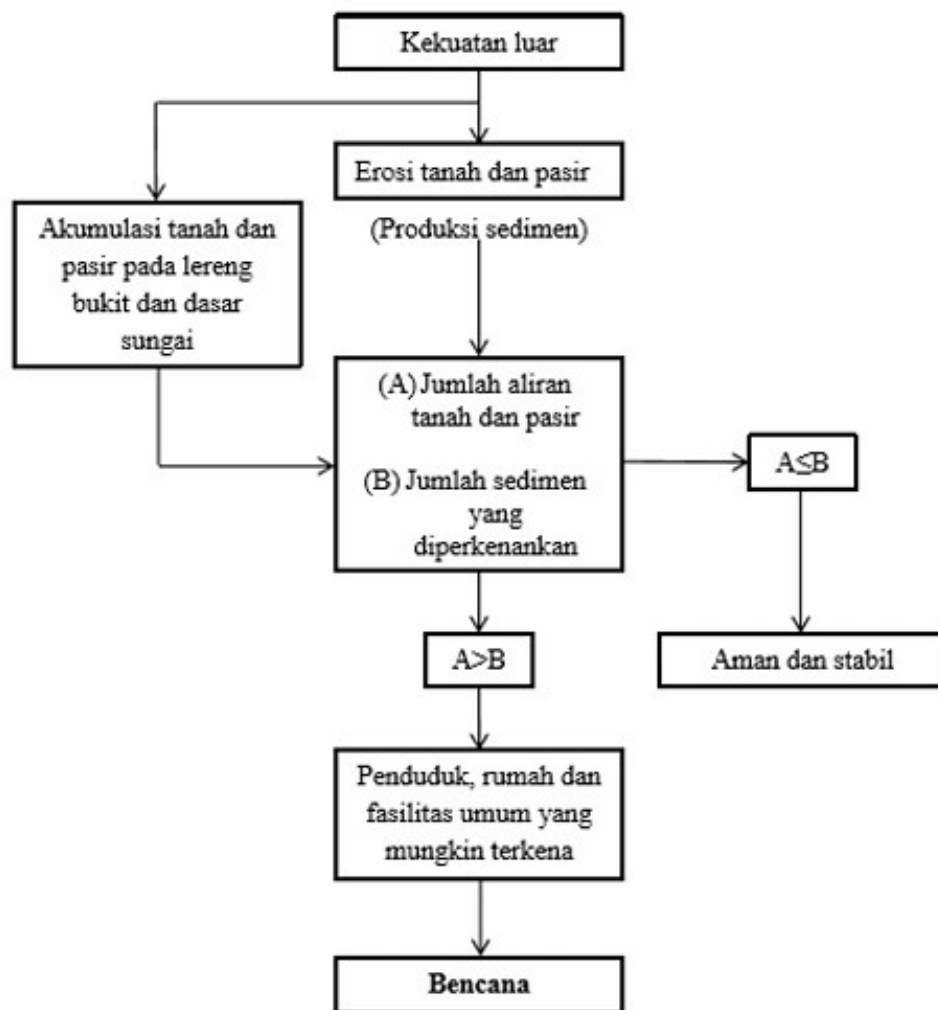 Kekuatan luar
Erosi tanah dan pasir
(Produksi sedimen)
Akumulasi tanah dan
pasir pada lereng
bukit dan dasar
sungai
(A) Jumlah aliran
tanah dan pasir
(B) Jumlah sedimen
yang
diperkenankan
A≤B
A>B
Aman dan stabil
Penduduk, rumah dan
fasilitas umum yang
mungkin terkena
Bencana